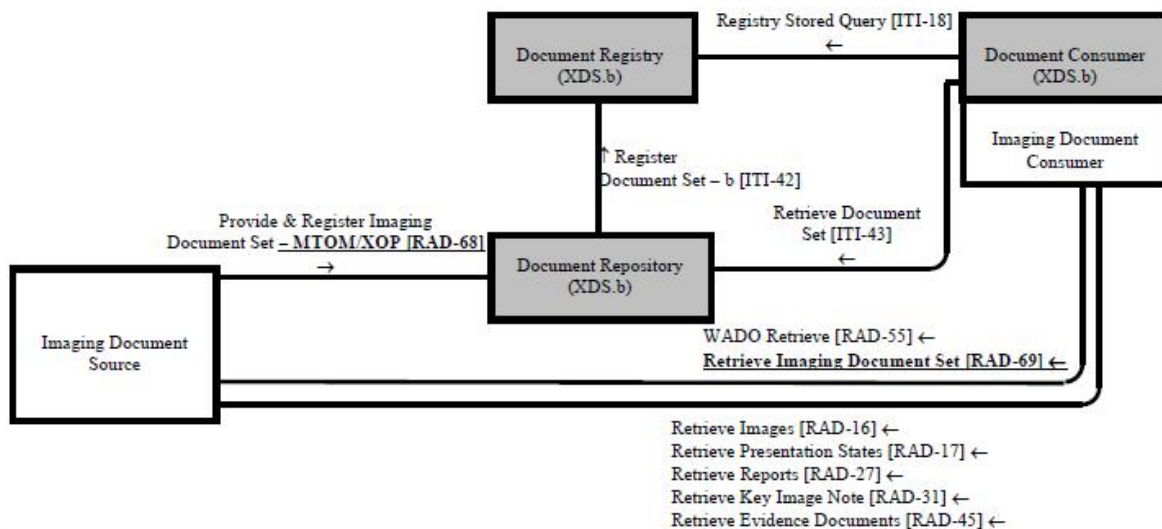 Registry Stored Query [ITI-18]
←
Document Registry
(XDS.b)
Document Consumer
(XDS.b)
Imaging Document
Consumer
↑ Register
Document Set – b [ITI-42]
Provide & Register Imaging
Document Set – MTOM/XOP [RAD-68]
→
Retrieve Document
Set [ITI-43]
←
Document Repository
(XDS.b)
Imaging Document
Source
WADO Retrieve [RAD-55] ←
Retrieve Imaging Document Set [RAD-69] ←
Retrieve Images [RAD-16] ←
Retrieve Presentation States [RAD-17] ←
Retrieve Reports [RAD-27] ←
Retrieve Key Image Note [RAD-31] ←
Retrieve Evidence Documents [RAD-45] ←